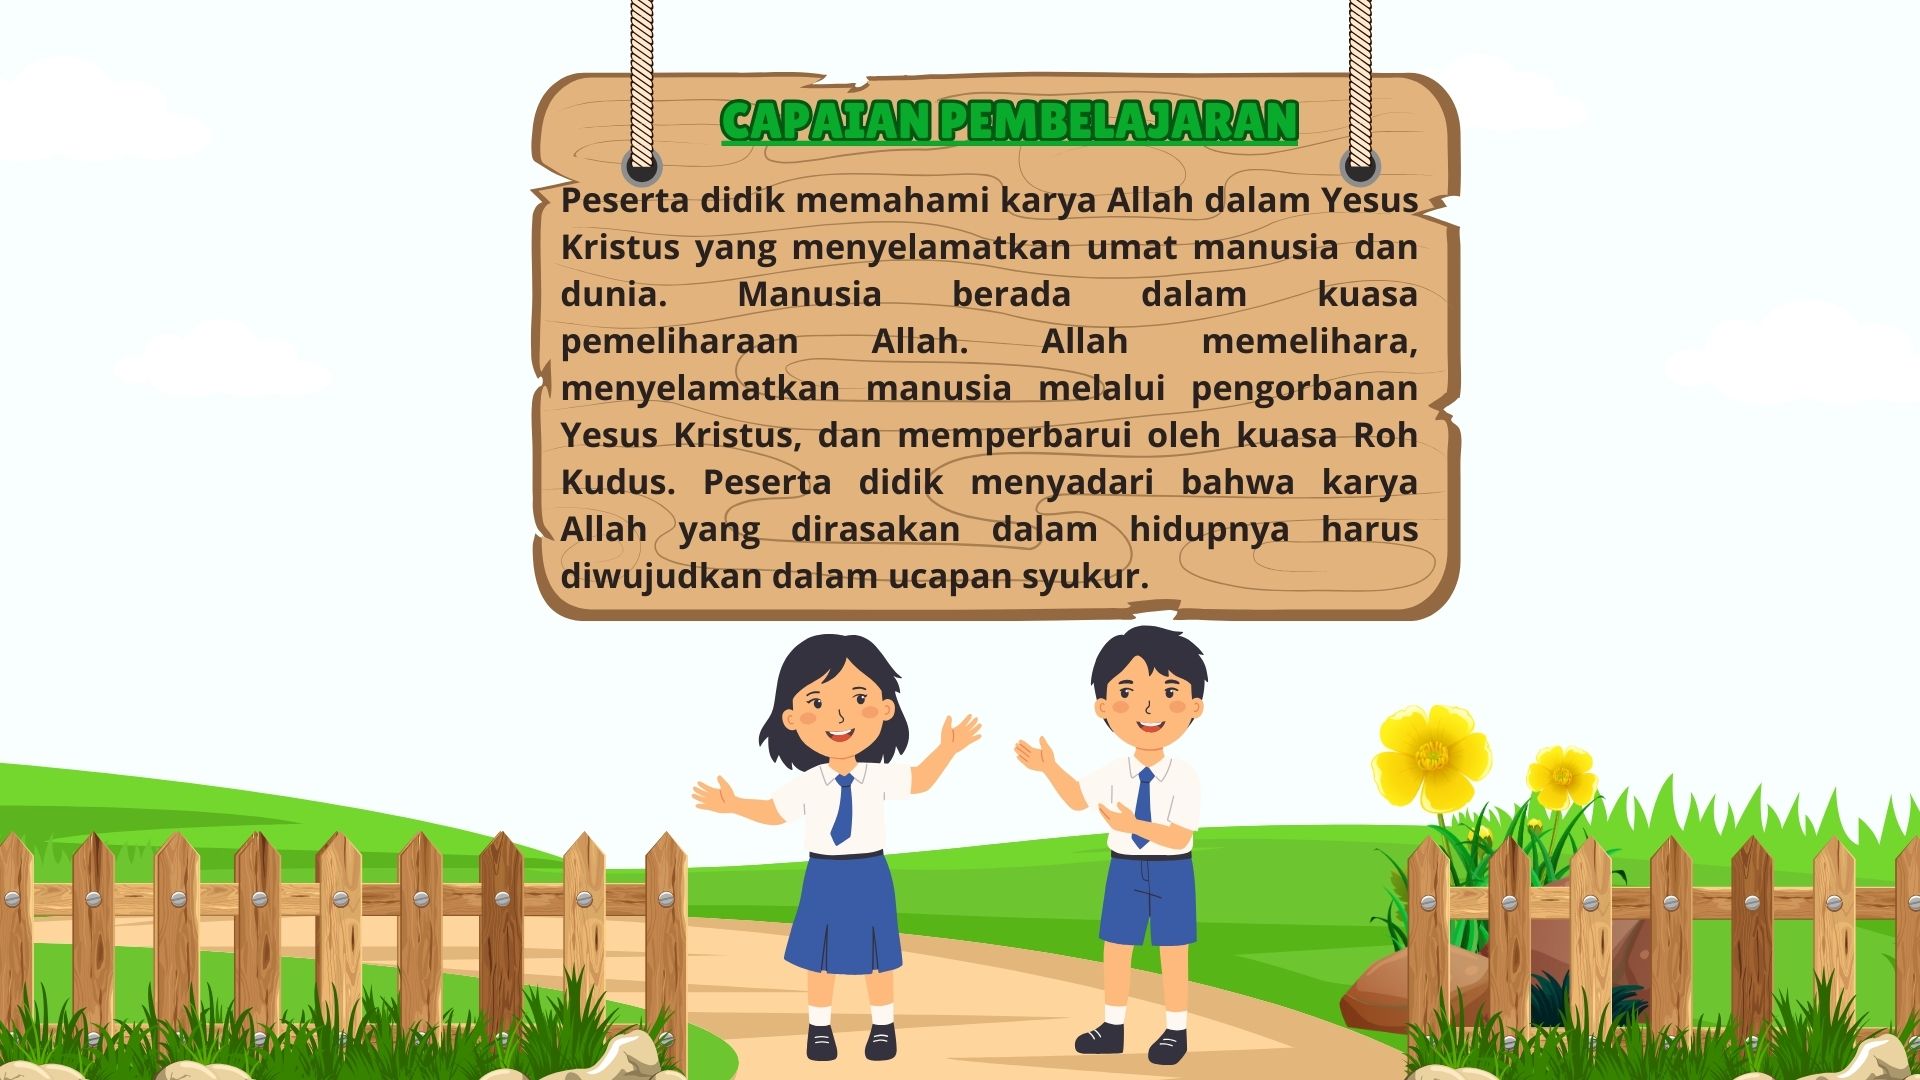 CAPAIAN PEMBELAJARAN
Peserta didik memahami karya Allah dalam Yesus
Kristus yang menyelamatkan umat manusia dan
dunia. Manusia berada dalam kuasa
pemeliharaan Allah. Allah memelihara,
menyelamatkan manusia melalui pengorbanan
Yesus Kristus, dan memperbarui oleh kuasa Roh
Kudus. Peserta didik menyadari bahwa karya
Allah yang dirasakan dalam hidupnya harus
diwujudkan dalam ucapan syukur.